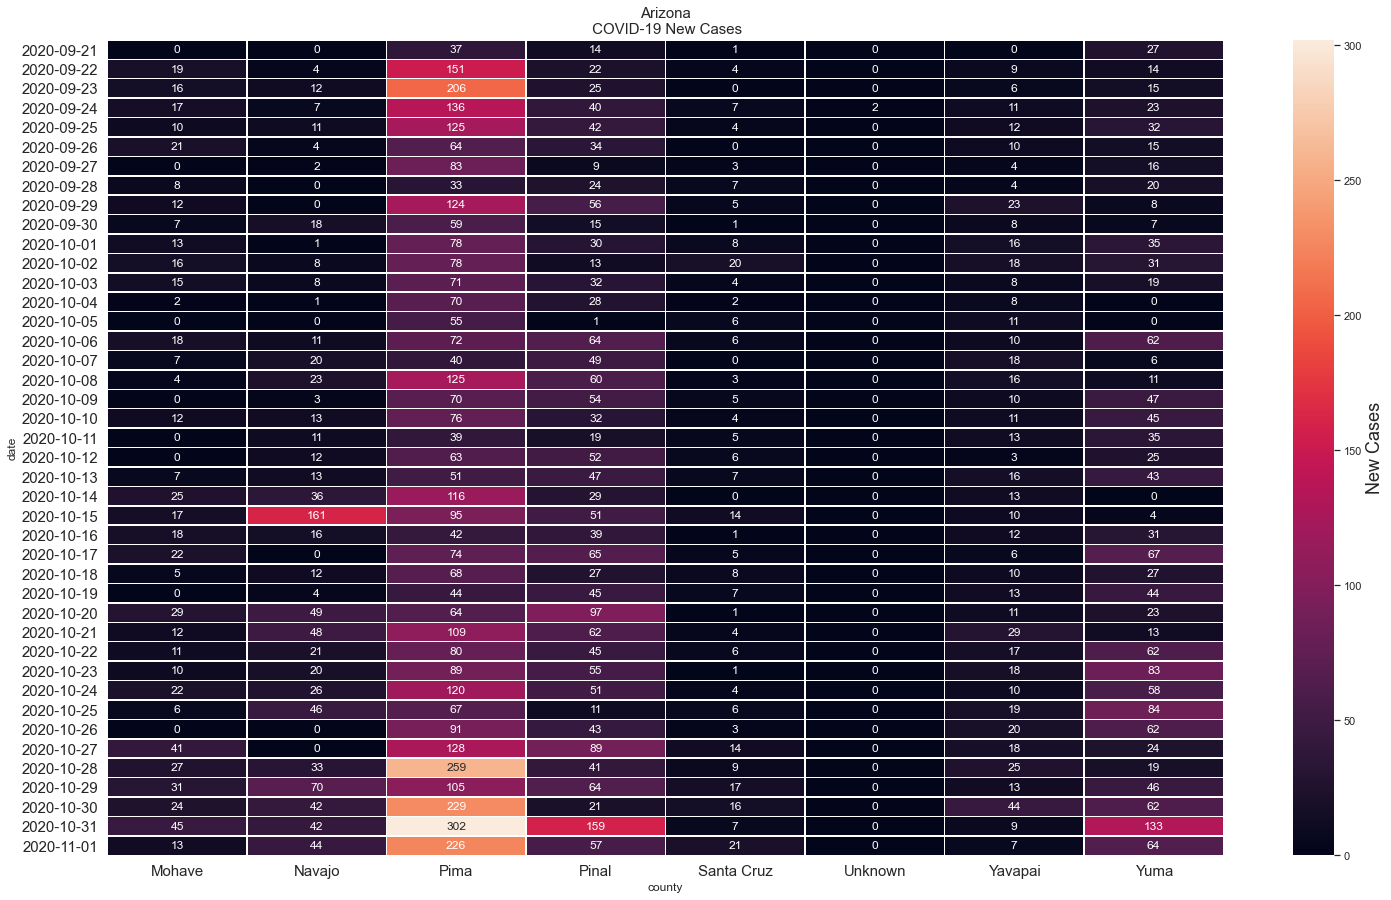 Arizona
COVID-19 New Cases
2020-09-21 0 0 37 14 1 0 0 27
2020-09-22 19 4 151 22 4 0 9 14
2020-09-23 16 12 206 25 0 0 6 15
2020-09-24 17 7 136 40 7 2 11 23
2020-09-25 10 11 125 42 4 0 12 32
2020-09-26 21 4 64 34 0 0 10 15
2020-09-27 0 2 83 9 3 0 4 16
2020-09-28 8 0 33 24 7 0 4 20
2020-09-29 12 0 124 56 5 0 23 8
2020-09-30 7 18 59 15 1 0 8 7
2020-10-01 13 1 78 30 8 0 16 35
2020-10-02 16 8 78 13 20 0 18 31
2020-10-03 15 8 71 32 4 0 8 19
2020-10-04 2 1 70 28 2 0 8 0
2020-10-05 0 0 55 1 6 0 11 0
2020-10-06 18 11 72 64 6 0 10 62
2020-10-07 7 20 40 49 0 0 18 6
2020-10-08 4 23 125 60 3 0 16 11
2020-10-09 0 3 70 54 5 0 10 47
2020-10-10 12 13 76 32 4 0 11 45
2020-10-11 0 11 39 19 5 0 13 35
2020-10-12 0 12 63 52 6 0 3 25
2020-10-13 7 13 51 47 7 0 16 43
2020-10-14 25 36 116 29 0 0 13 0
2020-10-15 17 161 95 51 14 0 10 4
2020-10-16 18 16 42 39 1 0 12 31
2020-10-17 22 0 74 65 5 0 6 67
2020-10-18 5 12 68 27 8 0 10 27
2020-10-19 0 4 44 45 7 0 13 44
2020-10-20 29 49 64 97 1 0 11 23
2020-10-21 12 48 109 62 4 0 29 13
2020-10-22 11 21 80 45 6 0 17 62
2020-10-23 10 20 89 55 1 0 18 83
2020-10-24 22 26 120 51 4 0 10 58
2020-10-25 6 46 67 11 6 0 19 84
2020-10-26 0 0 91 43 3 0 20 62
2020-10-27 41 0 128 89 14 0 18 24
2020-10-28 27 33 259 41 9 0 25 19
2020-10-29 31 70 105 64 17 0 13 46
2020-10-30 24 42 229 21 16 0 44 62
2020-10-31 45 42 302 159 7 0 9 133
2020-11-01 13 44 226 57 21 0 7 64
Mohave Navajo Pima Pinal Santa Cruz Unknown Yavapai Yuma
county
date
300
250
200
150
100
50
0
New Cases